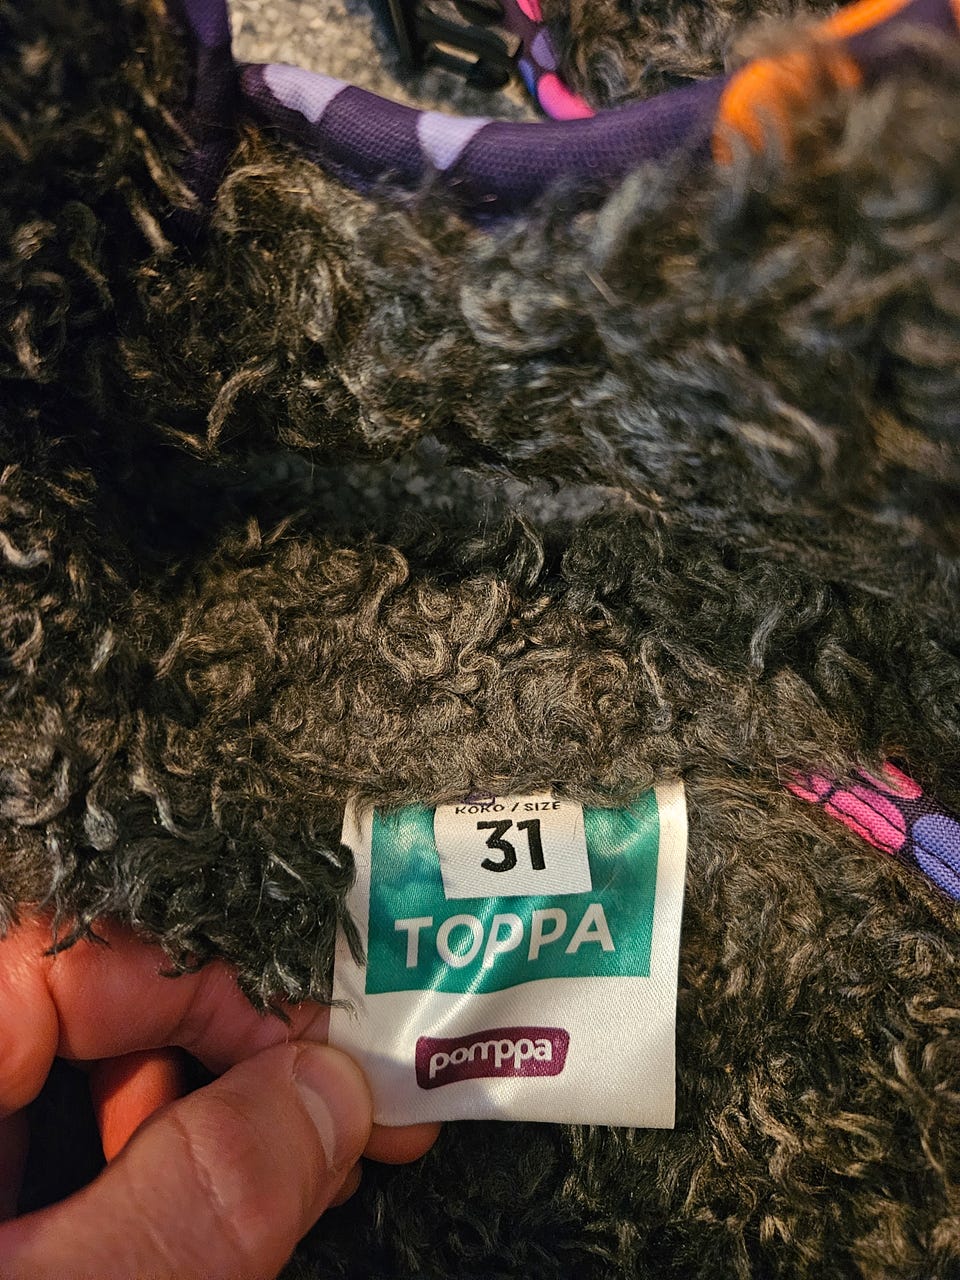 KOKO / SIZE
31
TOPPA
pomppa